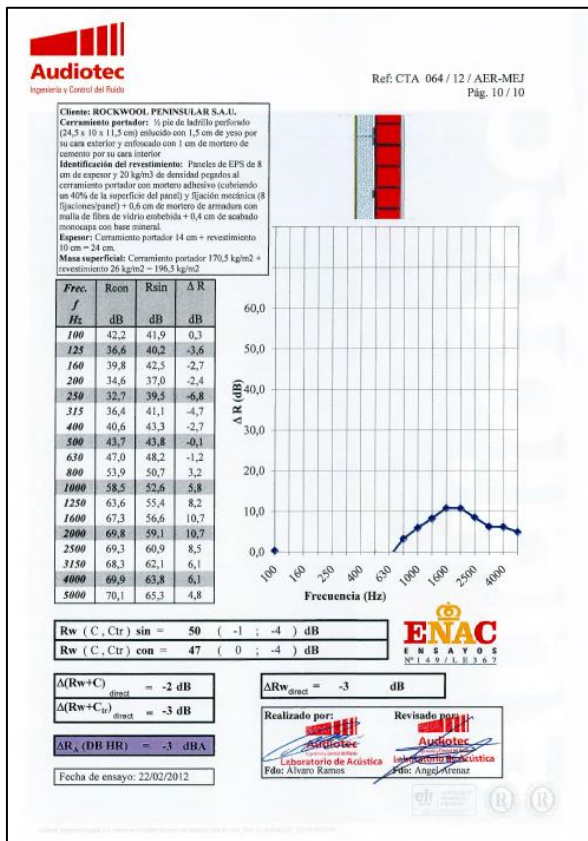 Audiotec
Ingeniería y Control del Ruido
Ref: CTA 064 / 12 / AER-MEJ
Pág. 10 / 10
Cliente: ROCKWOOL PENINSULAR S.A.U.
Cerramiento portador: ½ pie de ladrillo perforado
(24,5 x 10 x 11,5 cm) enlucido con 1,5 cm de yeso por
su cara exterior y enfoscado con 1 cm de mortero de
cemento por su cara interior
Identificación del revestimiento: Paneles de EPS de 8
cm de espesor y 20 kg/m3 de densidad pegados al
cerramiento portador con mortero adhesivo (cubriendo
un 40% de la superficie del panel) y fijación mecánica (8
fijaciones/panel) + 0,6 cm de mortero de armadura con
malla de fibra de vidrio embebida + 0,4 cm de acabado
monocapa con base mineral.
Espesor: Cerramiento portador 14 cm + revestimiento
10 cm = 24 cm.
Masa superficial: Cerramiento portador 170,5 kg/m2 +
revestimiento 26 kg/m2 = 196,5 kg/m2
Frec. Rcon Rsin Δ R
f
Hz dB dB dB
100 42,2 41,9 0,3
125 36,6 40,2 -3,6
160 39,8 42,5 -2,7
200 34,6 37,0 -2,4
250 32,7 39,5 -6,8
315 36,4 41,1 -4,7
400 40,6 43,3 -2,7
500 43,7 43,8 -0,1
630 47,0 48,2 -1,2
800 53,9 50,7 3,2
1000 58,5 52,6 5,8
1250 63,6 55,4 8,2
1600 67,3 56,6 10,7
2000 69,8 59,1 10,7
2500 69,3 60,9 8,5
3150 68,3 62,1 6,1
4000 69,9 63,8 6,1
5000 70,1 65,3 4,8
Δ R (dB)
60,0
50,0
40,0
30,0
20,0
10,0
0,0
100 160 250 400 630 1000 1600 2500 4000
Frecuencia (Hz)
Rw ( C , Ctr ) sin = 50 ( -1 ; -4 ) dB
Rw ( C , Ctr ) con = 47 ( 0 ; -4 ) dB
ENAC
ENSAYOS
Nº 149 / LE 367
Δ(Rw+C) direct = -2 dB
Δ(Rw+Ctr) direct = -3 dB
ΔRw direct = -3 dB
ΔRA (DB HR) = -3 dBA
Realizado por: Revisado por:
Audiotec Audiotec
Laboratorio de Acústica Laboratorio de Acústica
Fdo: Álvaro Ramos Fdo: Angel Arenaz
Fecha de ensayo: 22/02/2012
efr